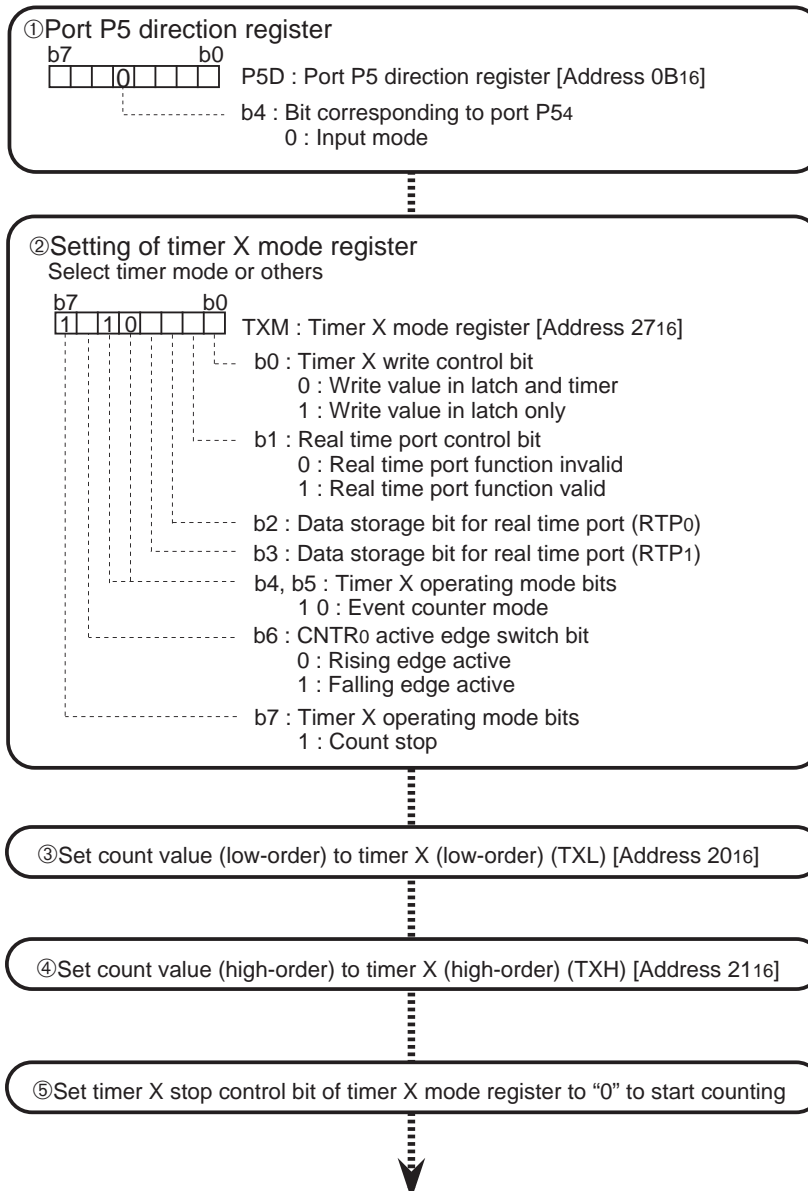 ①Port P5 direction register
b7 b0
0
P5D : Port P5 direction register [Address 0B16]
b4 : Bit corresponding to port P54
0 : Input mode
②Setting of timer X mode register
Select timer mode or others
b7 b0
1 1 0
TXM : Timer X mode register [Address 2716]
b0 : Timer X write control bit
0 : Write value in latch and timer
1 : Write value in latch only
b1 : Real time port control bit
0 : Real time port function invalid
1 : Real time port function valid
b2 : Data storage bit for real time port (RTP0)
b3 : Data storage bit for real time port (RTP1)
b4, b5 : Timer X operating mode bits
1 0 : Event counter mode
b6 : CNTR0 active edge switch bit
0 : Rising edge active
1 : Falling edge active
b7 : Timer X operating mode bits
1 : Count stop
③Set count value (low-order) to timer X (low-order) (TXL) [Address 2016]
④Set count value (high-order) to timer X (high-order) (TXH) [Address 2116]
⑤Set timer X stop control bit of timer X mode register to “0” to start counting